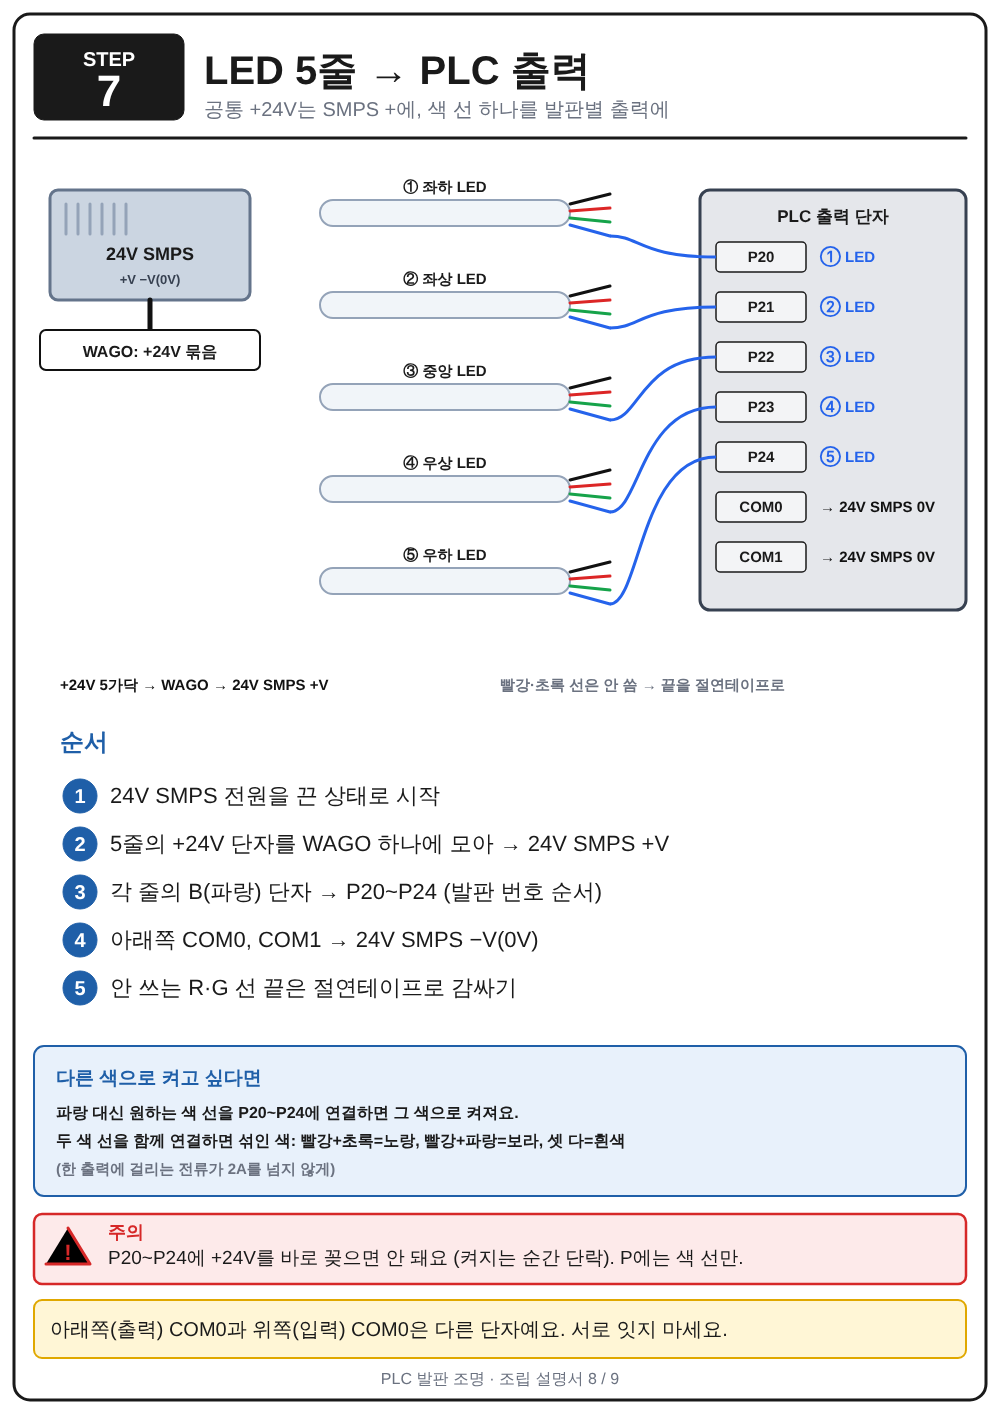 STEP
7
LED 5줄 → PLC 출력
공통 +24V는 SMPS +에, 색 선 하나를 발판별 출력에
24V SMPS
+V −V(0V)
WAGO: +24V 묶음
① 좌하 LED
② 좌상 LED
③ 중앙 LED
④ 우상 LED
⑤ 우하 LED
PLC 출력 단자
P20 ① LED
P21 ② LED
P22 ③ LED
P23 ④ LED
P24 ⑤ LED
COM0 → 24V SMPS 0V
COM1 → 24V SMPS 0V
+24V 5가닥 → WAGO → 24V SMPS +V
빨강·초록 선은 안 씀 → 끝을 절연테이프로
순서
1 24V SMPS 전원을 끈 상태로 시작
2 5줄의 +24V 단자를 WAGO 하나에 모아 → 24V SMPS +V
3 각 줄의 B(파랑) 단자 → P20~P24 (발판 번호 순서)
4 아래쪽 COM0, COM1 → 24V SMPS −V(0V)
5 안 쓰는 R·G 선 끝은 절연테이프로 감싸기
다른 색으로 켜고 싶다면
파랑 대신 원하는 색 선을 P20~P24에 연결하면 그 색으로 켜져요.
두 색 선을 함께 연결하면 섞인 색: 빨강+초록=노랑, 빨강+파랑=보라, 셋 다=흰색
(한 출력에 걸리는 전류가 2A를 넘지 않게)
!
주의
P20~P24에 +24V를 바로 꽂으면 안 돼요 (켜지는 순간 단락). P에는 색 선만.
아래쪽(출력) COM0과 위쪽(입력) COM0은 다른 단자예요. 서로 잇지 마세요.
PLC 발판 조명 · 조립 설명서 8 / 9